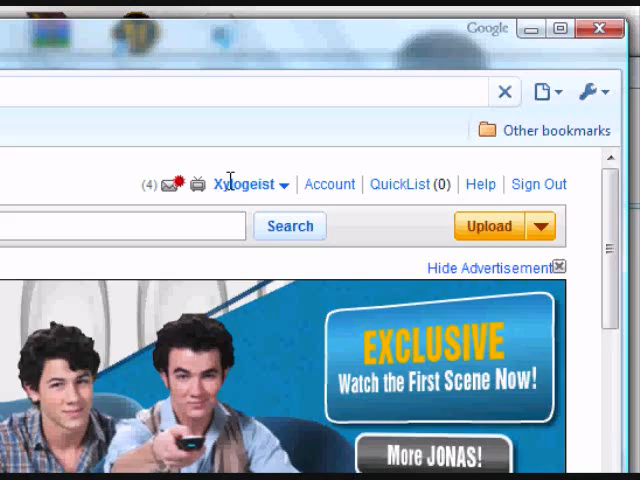 Google
Other bookmarks
(4) Xylogeist Account QuickList (0) Help Sign Out
Search Upload
Hide Advertisement
EXCLUSIVE
Watch the First Scene Now!
More JONAS!